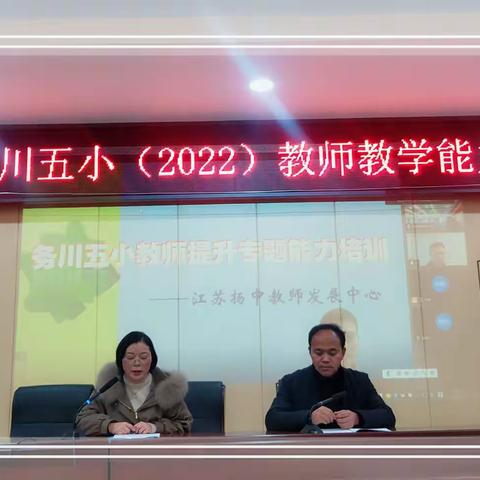 川五小（2022）教师教学能
务川五小教师提升专题能力培训
——江苏扬中教师发展中心